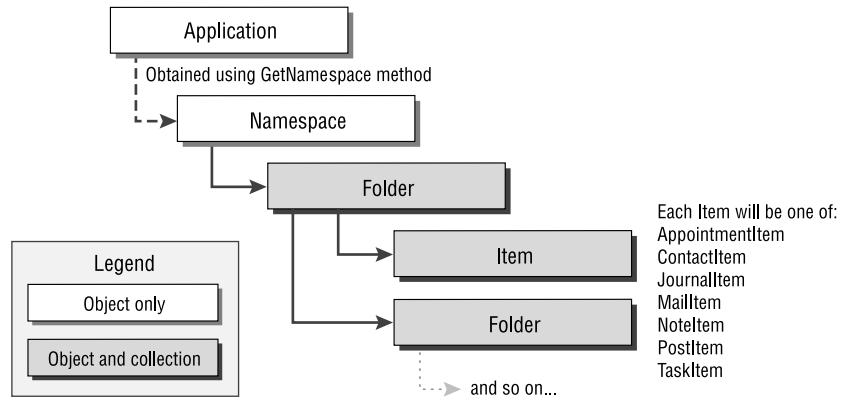 Application
Obtained using GetNamespace method
Namespace
Folder
Item
Folder
and so on...
Each Item will be one of:
AppointmentItem
ContactItem
JournalItem
MailItem
NoteItem
PostItem
TaskItem
Legend
Object only
Object and collection